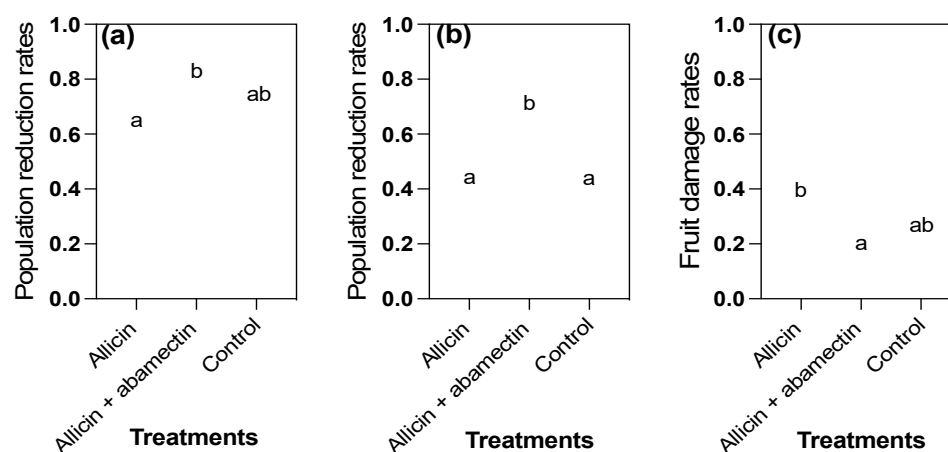 (a)
Population reduction rates
1.0
0.8
0.6
0.4
0.2
0.0
a
b
ab
Allicin
Allicin + abamectin
Control
Treatments
(b)
Population reduction rates
1.0
0.8
0.6
0.4
0.2
0.0
a
b
a
Allicin
Allicin + abamectin
Control
Treatments
(c)
Fruit damage rates
1.0
0.8
0.6
0.4
0.2
0.0
b
a
ab
Allicin
Allicin + abamectin
Control
Treatments